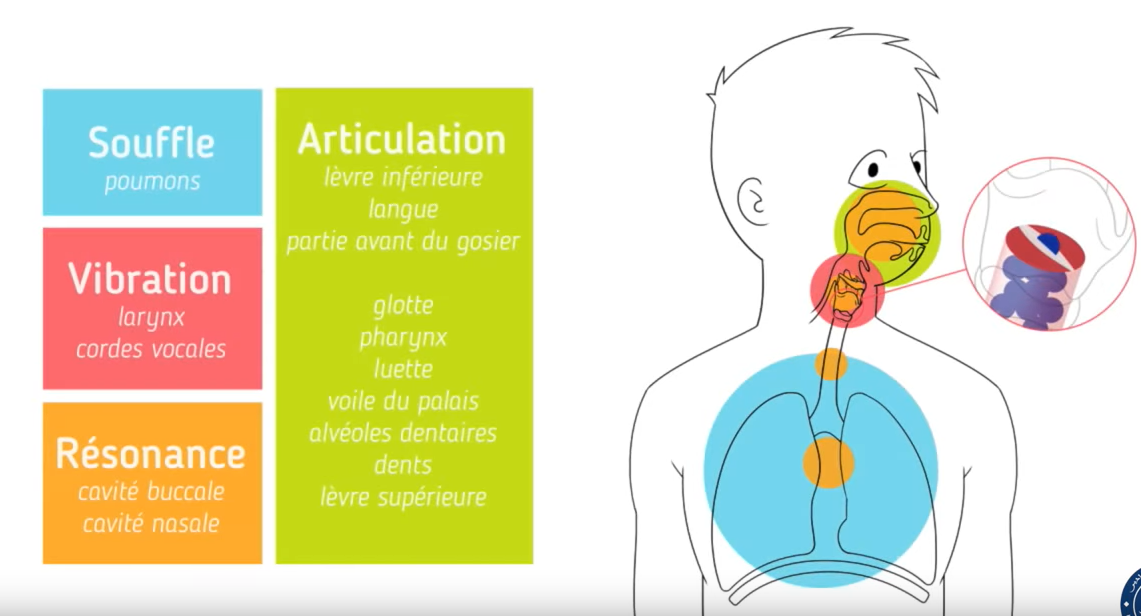 Souffle
poumons
Vibration
larynx
cordes vocales
Résonance
cavité buccale
cavité nasale
Articulation
lèvre inférieure
langue
partie avant du gosier
glotte
pharynx
luette
voile du palais
alvéoles dentaires
dents
lèvre supérieure